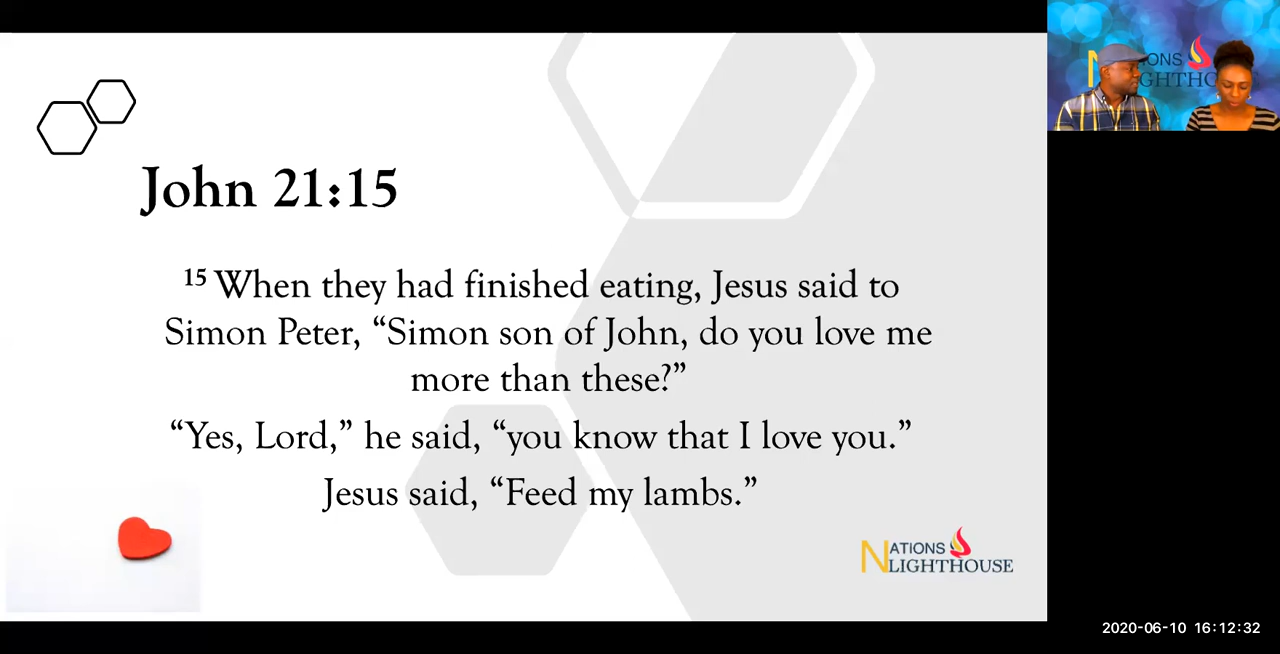 NATIONS
LIGHTHOUSE
John 21:15
15 When they had finished eating, Jesus said to
Simon Peter, “Simon son of John, do you love me
more than these?”
“Yes, Lord,” he said, “you know that I love you.”
Jesus said, “Feed my lambs.”
NATIONS
LIGHTHOUSE
2020-06-10 16:12:32